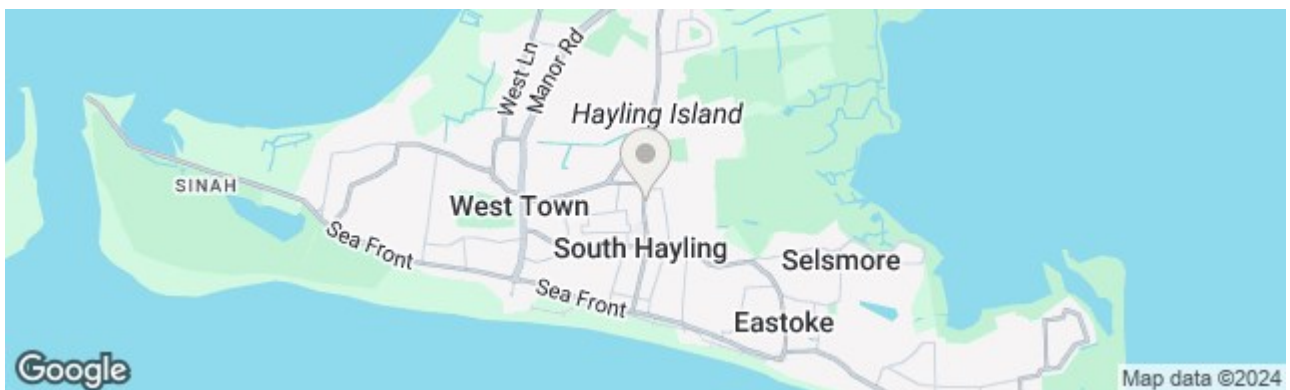 West Ln
Manor Rd
Hayling Island
SINAH
West Town
Sea Front
South Hayling
Selsmore
Sea Front
Eastoke
Google
Map data ©2024